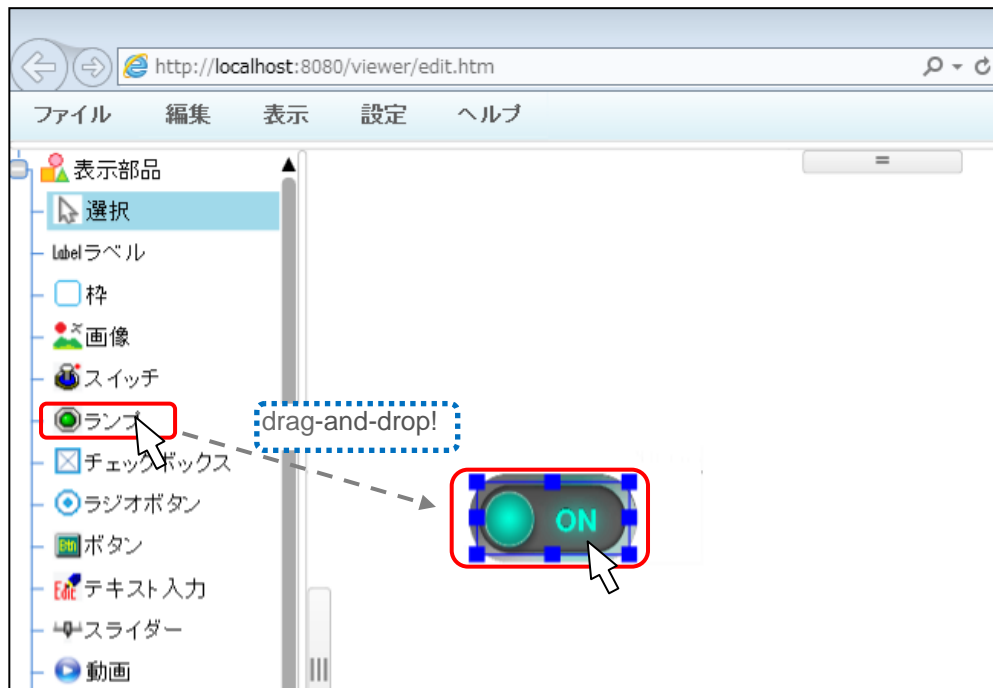 http://localhost:8080/viewer/edit.htm
ファイル 編集 表示 設定 ヘルプ
表示部品
選択
Label ラベル
枠
画像
スイッチ
ランプ
drag-and-drop!
チェックボックス
ラジオボタン
ON
Btn ボタン
Edit テキスト入力
スライダー
動画